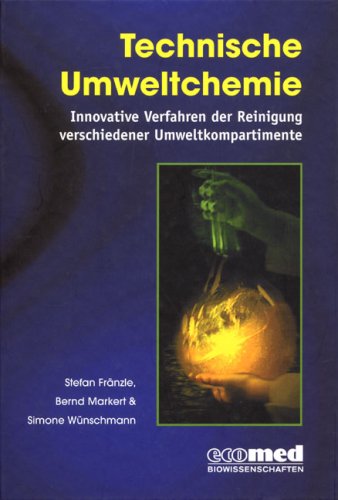 Technische
Umweltchemie
Innovative Verfahren der Reinigung
verschiedener Umweltkompartimente
Stefan Fränzle,
Bernd Markert &
Simone Wünschmann
ecomed
BIOWISSENSCHAFTEN